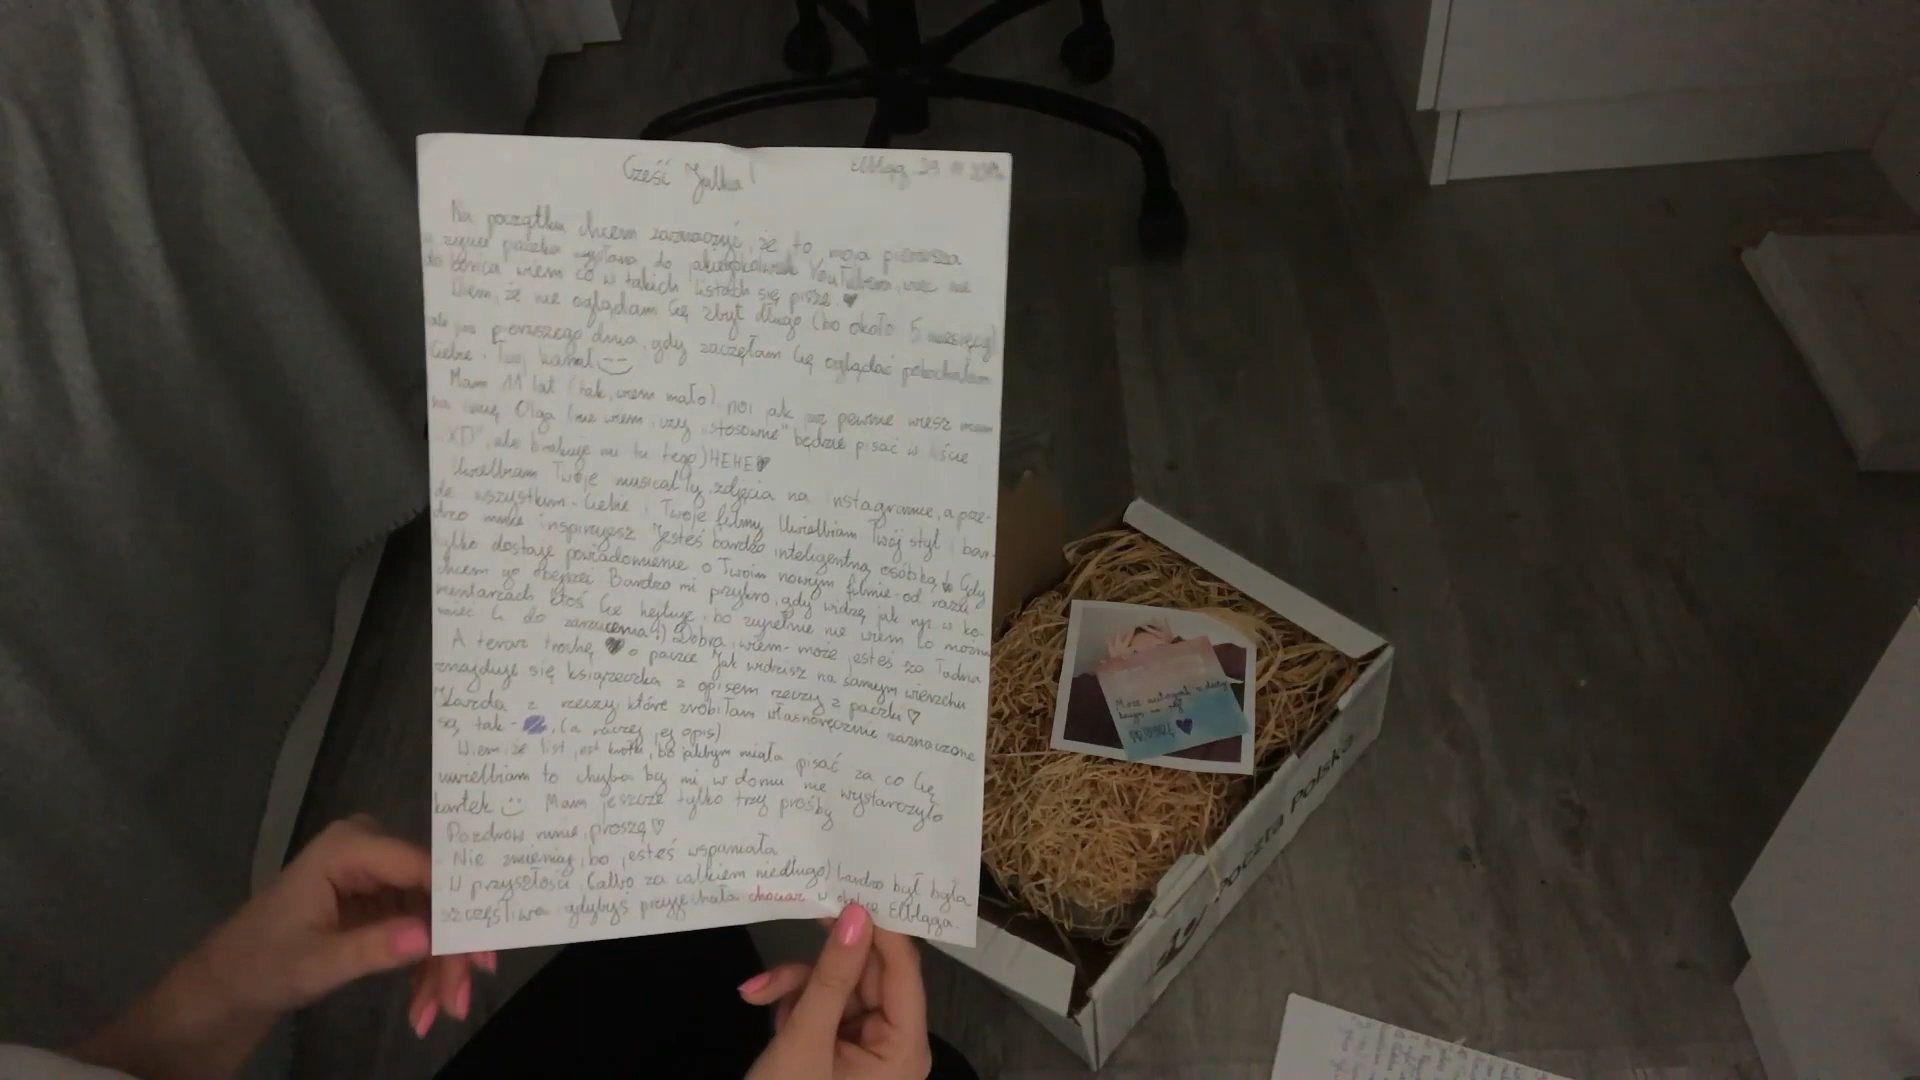 Cześć Julka!
Elbląg, 29
Na początku chcem zaznaczyć, że to moja pierwsza
w życiu paczka wysłana do jakiegokolwiek YouTubera, więc nie
do końca wiem co w takich listach się pisze. ♥
Wiem, że nie oglądam Cię zbyt długo (bo około 5 miesięcy)
ale już pierwszego dnia, gdy zaczęłam Cię oglądać pokochałam
Ciebie i Twój kanał
Mam 11 lat (tak, wiem mało), no i jak już pewnie wiesz mam
na imię Olga (nie wiem, czy „stosowne" będzie pisać w liście
„XD", ale brakuje mi tu tego) HEHE ♥
Uwielbiam Twoje musical'ly, zdjęcia na instagramie, a prze-
de wszystkim - Ciebie i Twoje filmy Uwielbiam Twój styl i bar-
dzo mnie inspirujesz Jesteś bardzo inteligentną osóbką Gdy
tylko dostaję powiadomienie o Twoim nowym filmie - od razu
chcem go obejrzeć Bardzo mi przykro, gdy widzę jak np. w ko-
mentarzach ktoś Cię hejtuje, bo zupełnie nie wiem co można
mieć Ci do zarzucenia!) Dobra, wiem - może jesteś za ładna
A teraz trochę ♥ o paczce Jak widzisz na samym wierzchu
znajduje się książeczka z opisem rzeczy z paczki ♡
Każda z rzeczy, które zrobiłam własnoręcznie zaznaczone
są tak - (a raczej jej opis)
Wiem, że list jest krótki, bo jakbym miała pisać za co Cię
uwielbiam to chyba by mi w domu nie wystarczyło
kartek Mam jeszcze tylko trzy prośby
Pozdrów mnie, proszę ♡
Nie zmieniaj, bo jesteś wspaniała
W przyszłości (albo za całkiem niedługo) bardzo był była
szczęśliwa gdybyś przyjechała chociaż w okolice Elbląga.
Poczta Polska